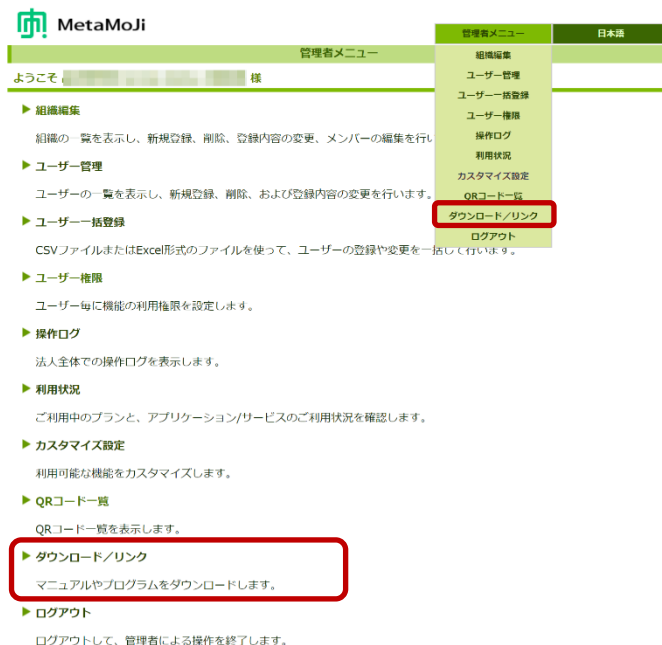 MetaMoJi
管理者メニュー
日本語
管理者メニュー
組織編集
ユーザー管理
ユーザー一括登録
ユーザー権限
操作ログ
利用状況
カスタマイズ設定
QRコード一覧
ダウンロード／リンク
ログアウト
ようこそ 様
組織編集
組織の一覧を表示し、新規登録、削除、登録内容の変更、メンバーの編集を行い
ユーザー管理
ユーザーの一覧を表示し、新規登録、削除、および登録内容の変更を行います。
ユーザー一括登録
CSVファイルまたはExcel形式のファイルを使って、ユーザーの登録や変更を一括して行います。
ユーザー権限
ユーザー毎に機能の利用権限を設定します。
操作ログ
法人全体での操作ログを表示します。
利用状況
ご利用中のプランと、アプリケーション/サービスのご利用状況を確認します。
カスタマイズ設定
利用可能な機能をカスタマイズします。
QRコード一覧
QRコード一覧を表示します。
ダウンロード／リンク
マニュアルやプログラムをダウンロードします。
ログアウト
ログアウトして、管理者による操作を終了します。